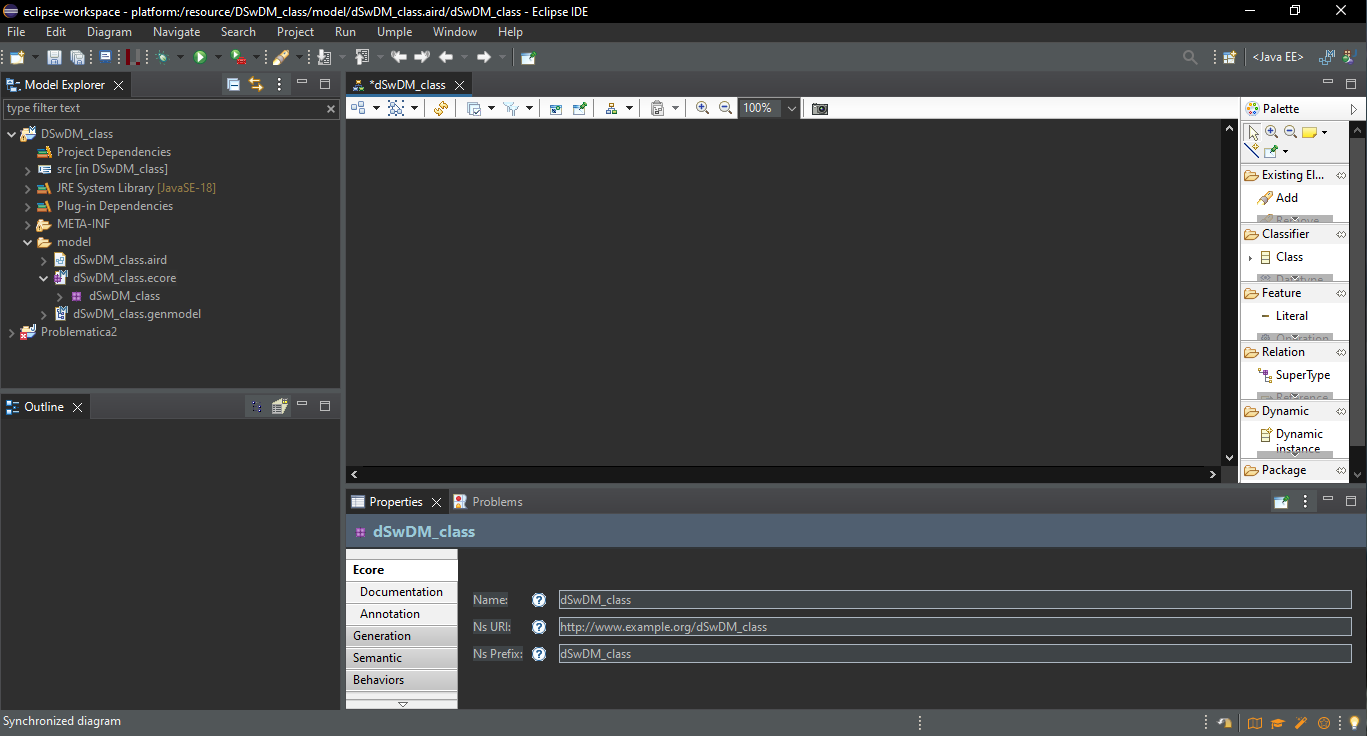 eclipse-workspace - platform:/resource/DSwDM_class/model/dSwDM_class.aird/dSwDM_class - Eclipse IDE
File Edit Diagram Navigate Search Project Run Umple Window Help
<Java EE>
Model Explorer
type filter text
DSwDM_class
Project Dependencies
src [in DSwDM_class]
JRE System Library [JavaSE-18]
Plug-in Dependencies
META-INF
model
dSwDM_class.aird
dSwDM_class.ecore
dSwDM_class
dSwDM_class.genmodel
Problematica2
Outline
*dSwDM_class
100%
Palette
Existing El...
Add
Remove
Classifier
Class
Datatype
Feature
Literal
Operation
Relation
SuperType
Reference
Dynamic
Dynamic
instance
Package
Properties
Problems
dSwDM_class
Ecore
Documentation
Annotation
Generation
Semantic
Behaviors
Name: dSwDM_class
Ns URI: http://www.example.org/dSwDM_class
Ns Prefix: dSwDM_class
Synchronized diagram